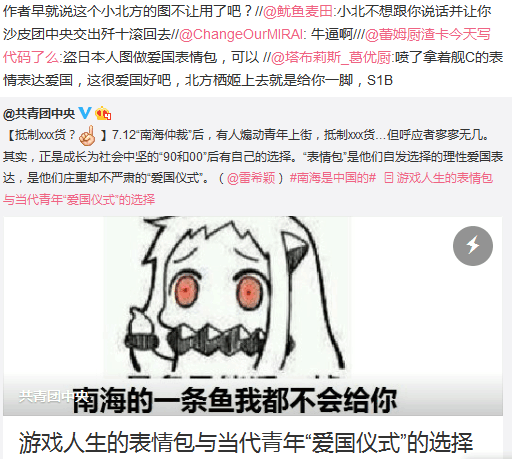 作者早就说这个小北方的图不让用了吧？//@鱿鱼麦田:小北不想跟你说话并让你
沙皮团中央交出歼十滚回去//@ChangeOurMIRAI: 牛逼啊///@蕾姆厨渣卡今天写
代码了么:盗日本人图做爱国表情包，可以 //@塔布莉斯_葛优厨:喷了拿着舰C的表
情表达爱国，这很爱国好吧，北方栖姬上去就是给你一脚，S1B
@共青团中央
【抵制xxx货？】7.12“南海仲裁”后，有人煽动青年上街，抵制xxx货…但呼应者寥寥无几。
其实，正是成长为社会中坚的“90和00”后有自己的选择。“表情包”是他们自发选择的理性爱国表
达，是他们庄重却不严肃的“爱国仪式”。（@雷希颖）#南海是中国的# 游戏人生的表情包
与当代青年“爱国仪式”的选择
共青团中央
南海的一条鱼我都不会给你
游戏人生的表情包与当代青年“爱国仪式”的选择